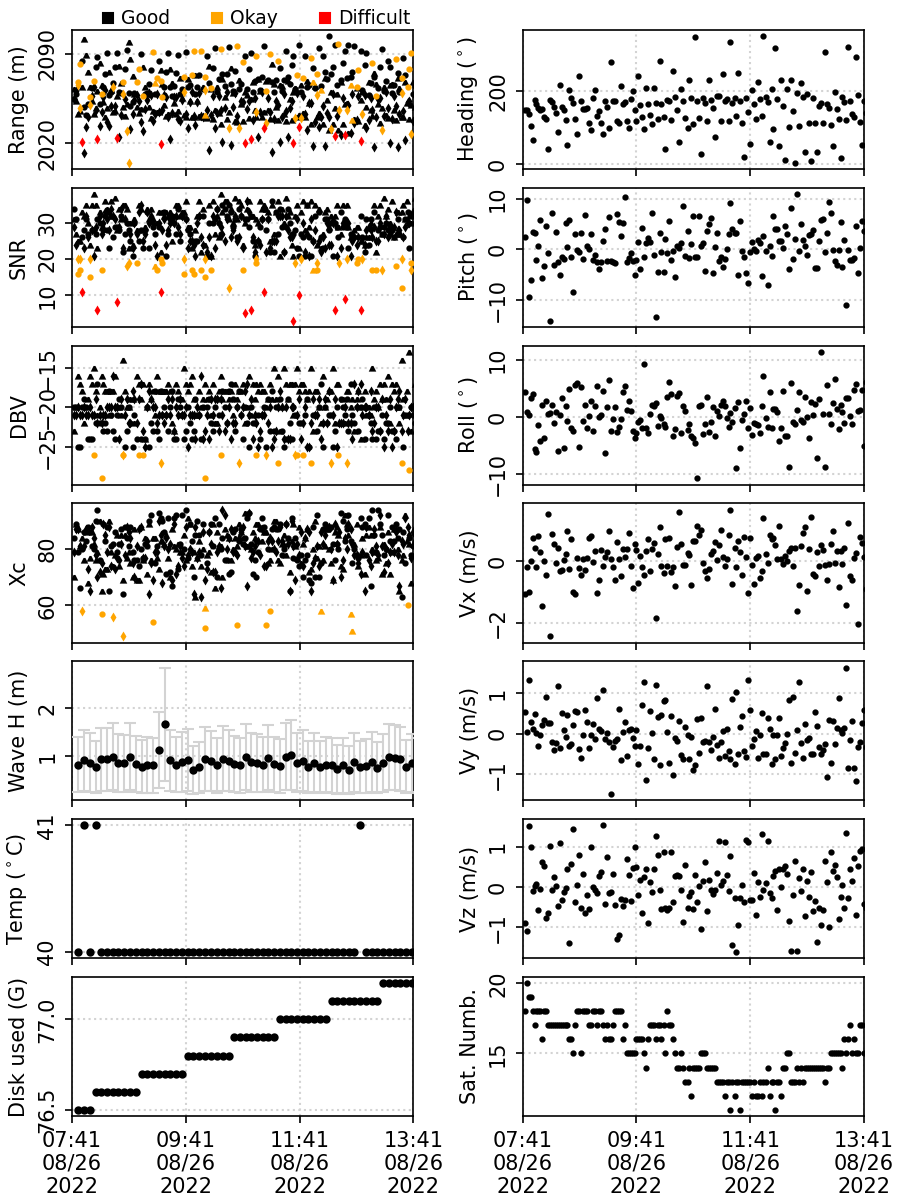 Good Okay Difficult
Range (m)
2090
2020
Heading (°)
200
0
SNR
30
20
10
Pitch (°)
10
0
−10
DBV
−15
−20
−25
Roll (°)
10
0
−10
Xc
80
60
Vx (m/s)
0
−2
Wave H (m)
2
1
Vy (m/s)
1
0
−1
Temp (°C)
41
40
Vz (m/s)
1
0
−1
Disk used (G)
77.0
76.5
Sat. Numb.
20
15
07:41 09:41 11:41 13:41
08/26 08/26 08/26 08/26
2022 2022 2022 2022
07:41 09:41 11:41 13:41
08/26 08/26 08/26 08/26
2022 2022 2022 2022